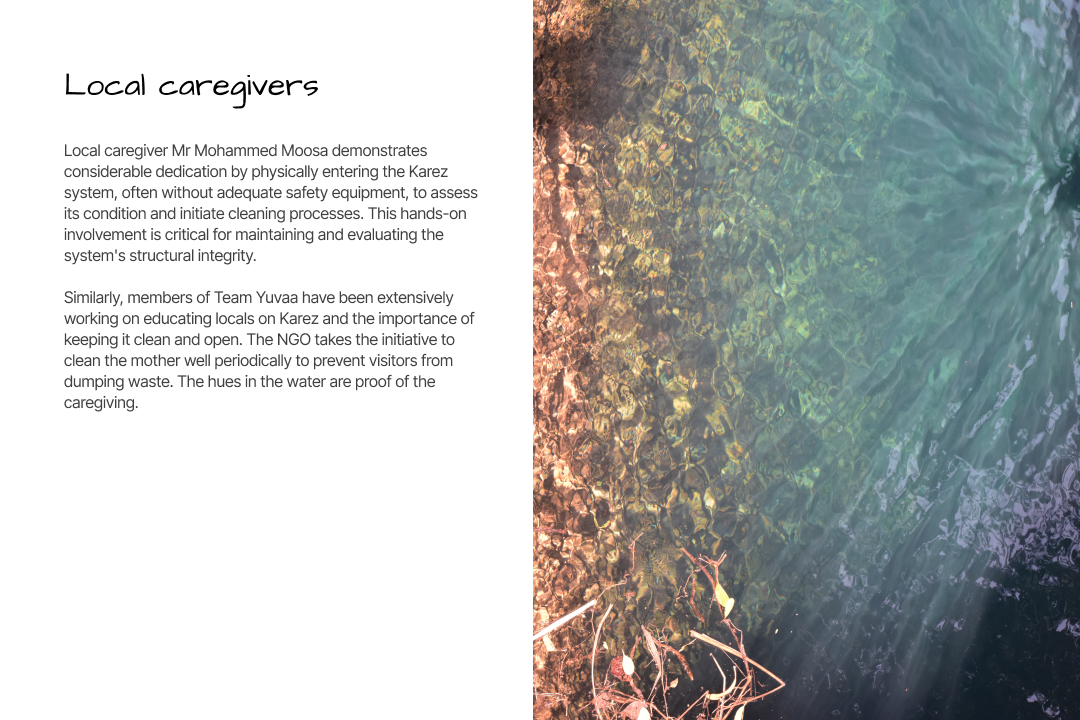 Local caregivers
Local caregiver Mr Mohammed Moosa demonstrates
considerable dedication by physically entering the Karez
system, often without adequate safety equipment, to assess
its condition and initiate cleaning processes. This hands-on
involvement is critical for maintaining and evaluating the
system's structural integrity.
Similarly, members of Team Yuvaa have been extensively
working on educating locals on Karez and the importance of
keeping it clean and open. The NGO takes the initiative to
clean the mother well periodically to prevent visitors from
dumping waste. The hues in the water are proof of the
caregiving.